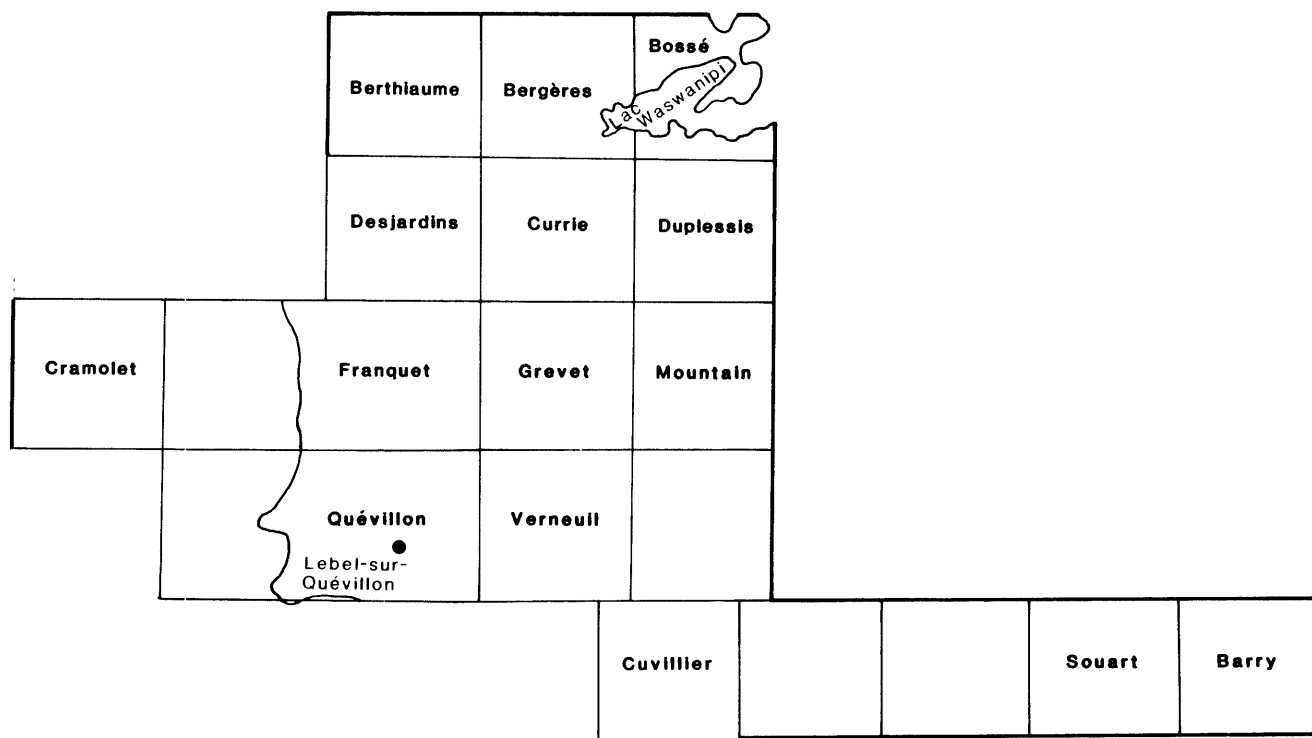 Bossé
Berthiaume
Bergères
Lac
Waswanipi
Desjardins
Currie
Duplessis
Cramolet
Franquet
Grevet
Mountain
Quévillon
Verneuil
Lebel-sur-
Quévillon
Cuvillier
Souart
Barry